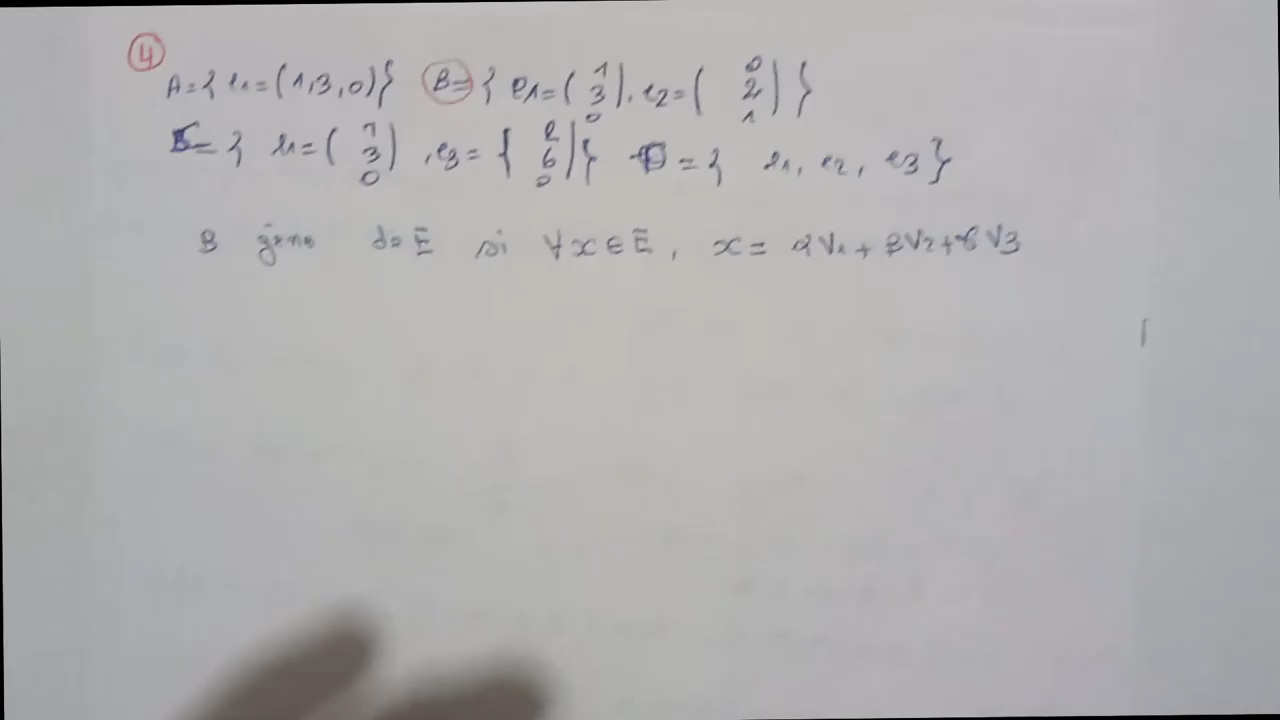 4
A={e1=(1,3,0)} B={e1=(1 3 0),e2=(0 2 1)}
C={e1=(1 3 0),e3={2 6 0)} D={e1, e2, e3}
B géné de E si ∀x∈E, x= αV1+βV2+γV3